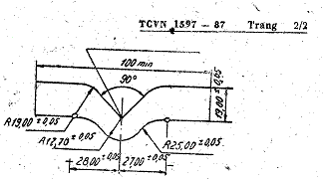 TCVN 1597 – 87 Trang 2/2
100 min
90°
19,00 ± 0,05
R19,00 ± 0,05
R12,70 ± 0,05
R25,00 ± 0,05
28,00 ± 0,05
27,00 ± 0,05